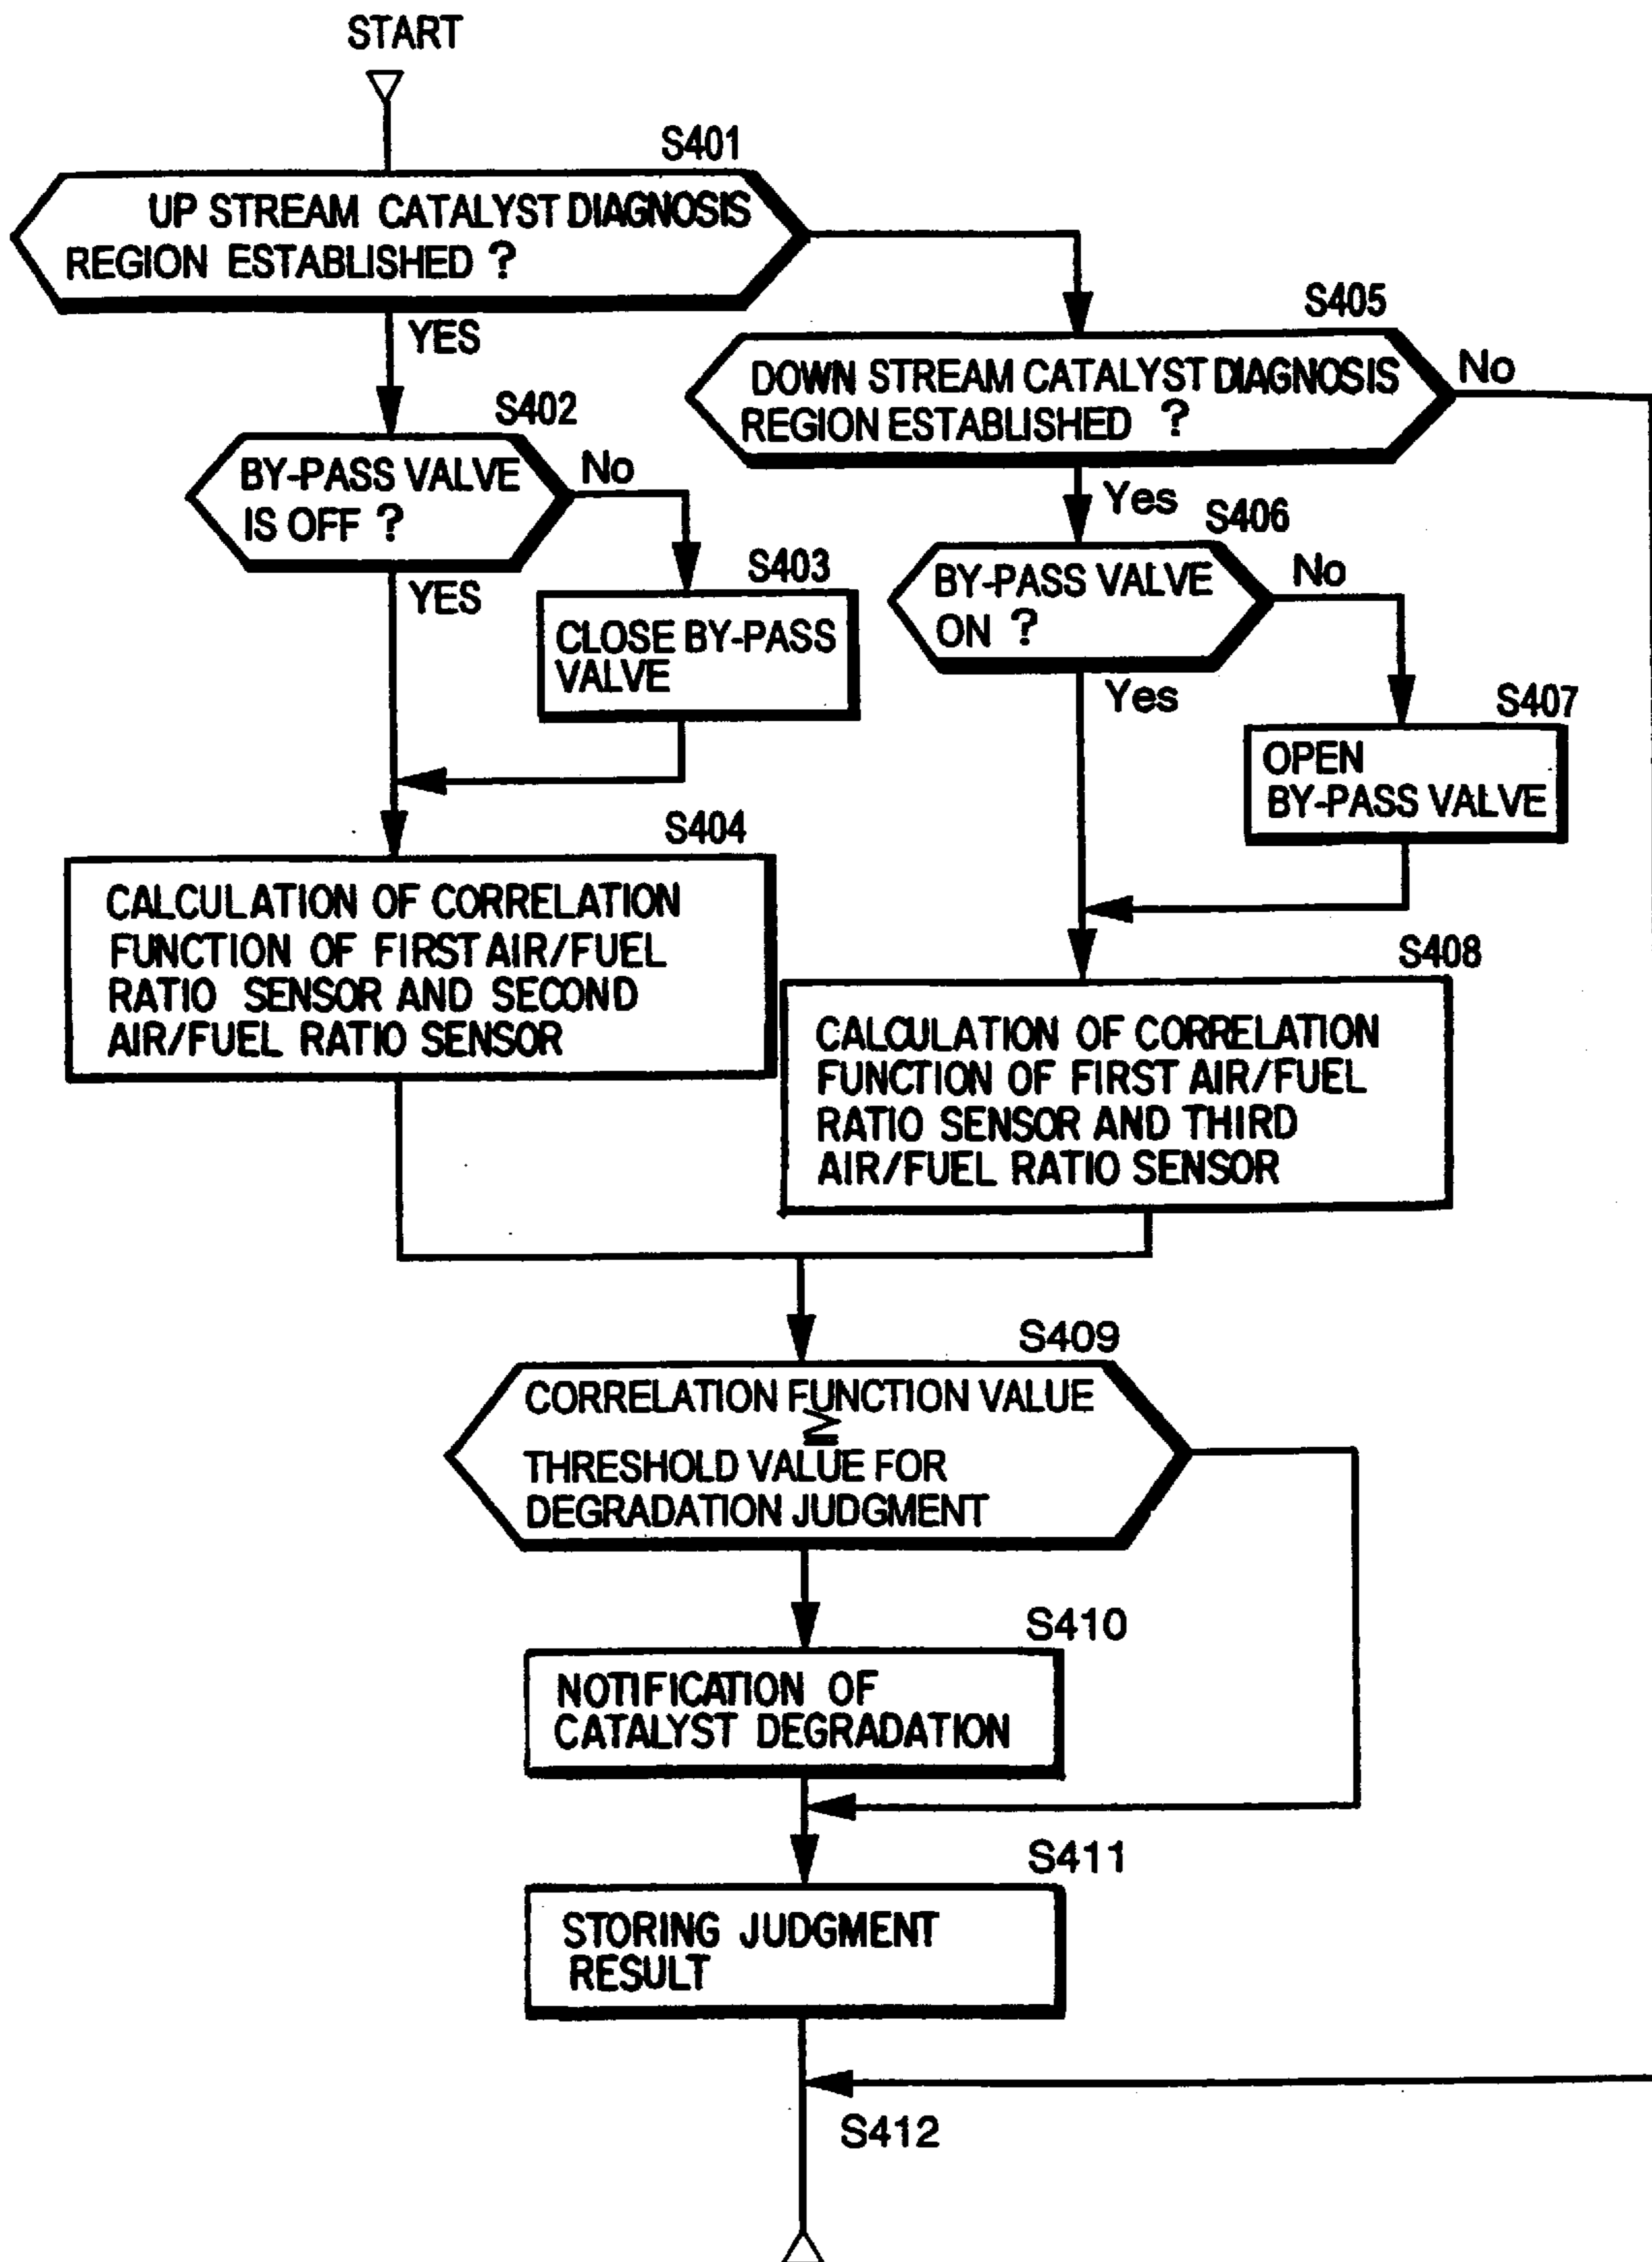 START
S401
UP STREAM CATALYST DIAGNOSIS
REGION ESTABLISHED ?
YES
S402
BY-PASS VALVE
IS OFF ?
No
YES
S403
CLOSE BY-PASS
VALVE
S404
CALCULATION OF CORRELATION
FUNCTION OF FIRST AIR/FUEL
RATIO SENSOR AND SECOND
AIR/FUEL RATIO SENSOR
S405
DOWN STREAM CATALYST DIAGNOSIS
REGION ESTABLISHED ?
No
Yes
S406
BY-PASS VALVE
ON ?
No
Yes
S407
OPEN
BY-PASS VALVE
S408
CALCULATION OF CORRELATION
FUNCTION OF FIRST AIR/FUEL
RATIO SENSOR AND THIRD
AIR/FUEL RATIO SENSOR
S409
CORRELATION FUNCTION VALUE
≧
THRESHOLD VALUE FOR
DEGRADATION JUDGMENT
S410
NOTIFICATION OF
CATALYST DEGRADATION
S411
STORING JUDGMENT
RESULT
S412